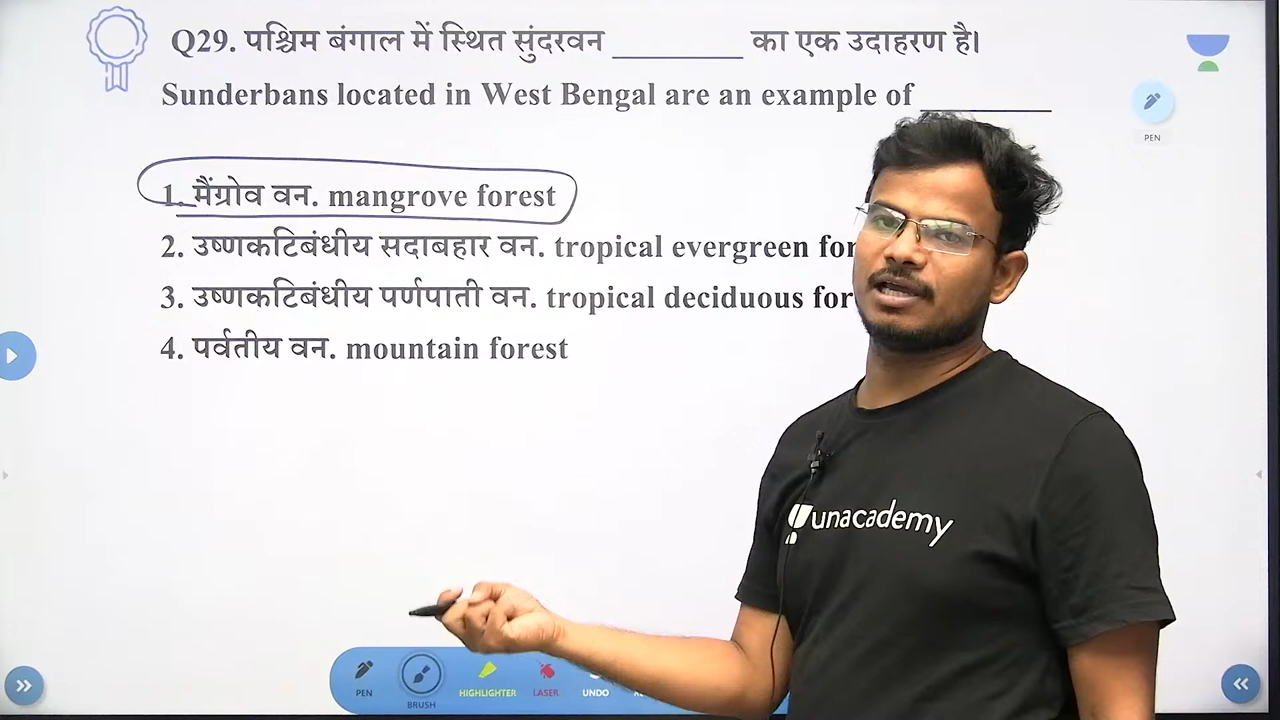 Q29. पश्चिम बंगाल में स्थित सुंदरवन ________ का एक उदाहरण है।
Sunderbans located in West Bengal are an example of ________
PEN
1. मैंग्रोव वन. mangrove forest
2. उष्णकटिबंधीय सदाबहार वन. tropical evergreen for
3. उष्णकटिबंधीय पर्णपाती वन. tropical deciduous for
4. पर्वतीय वन. mountain forest
unacademy
PEN BRUSH HIGHLIGHTER LASER UNDO